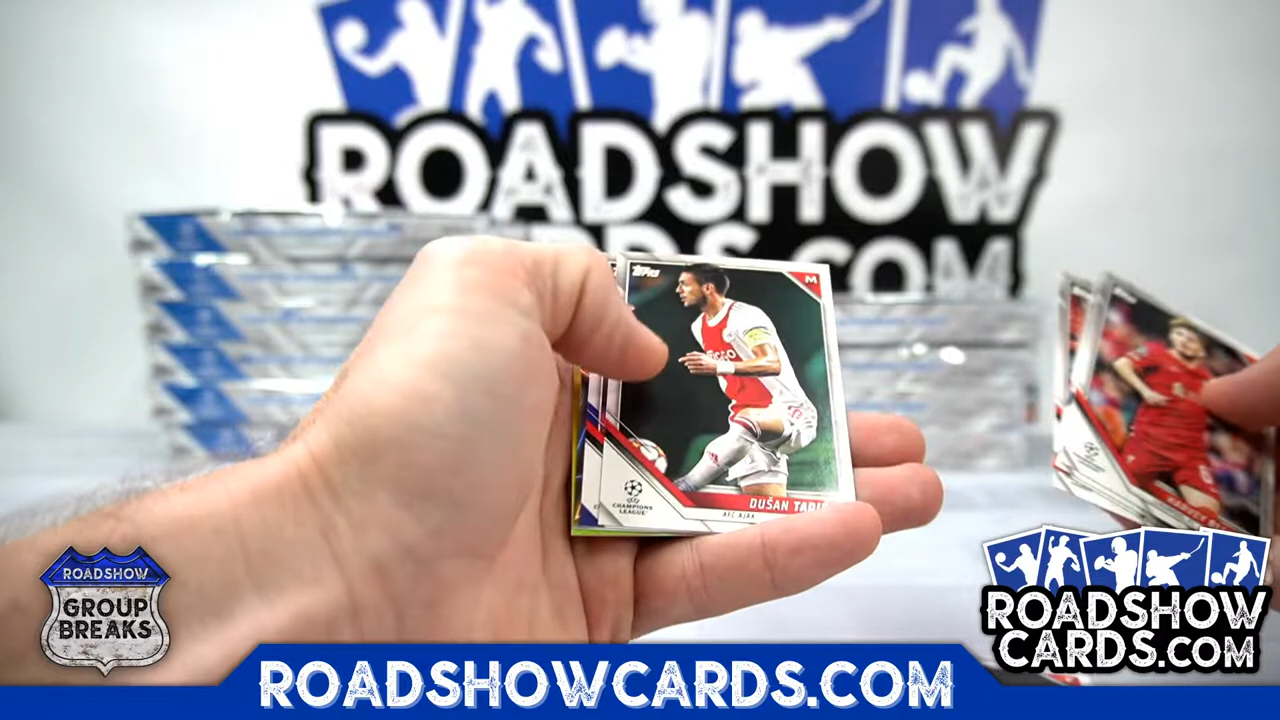 ROADSHOW
CARDS.COM
Topps
M
CHAMPIONS
LEAGUE
DUŠAN TADI
AFC AJAX
ROADSHOW
GROUP
BREAKS
ROADSHOW
CARDS.COM
ROADSHOWCARDS.COM